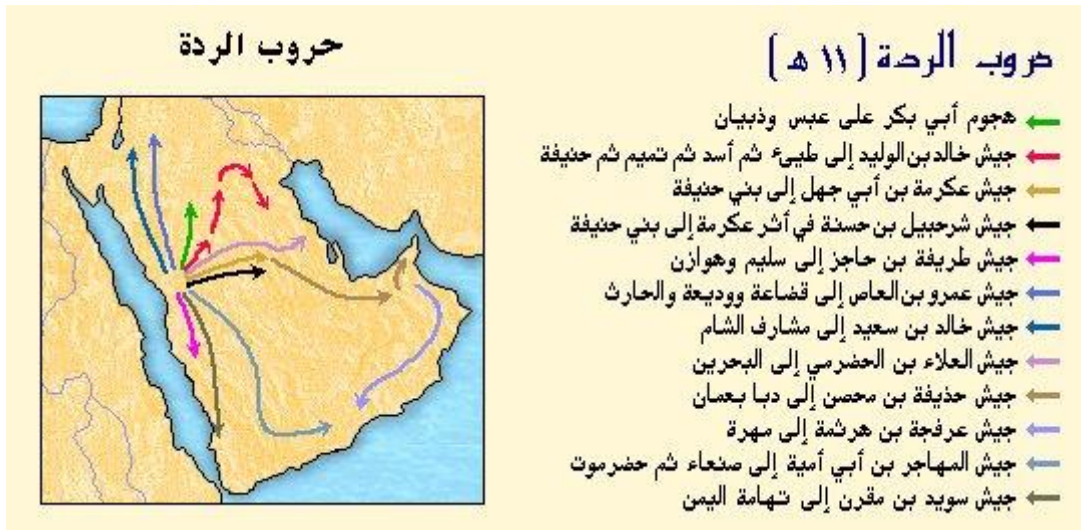 حروب الردة
حروب الردة ( ١١ ه )
هجوم أبي بكر على عبس وذبيان
جيش خالد بن الوليد إلى طييء ثم أسد ثم تميم ثم حنيفة
جيش عكرمة بن أبي جهل إلى بني حنيفة
جيش شرحبيل بن حسنة في أثر عكرمة إلى بني حنيفة
جيش طريفة بن حاجز إلى سليم وهوازن
جيش عمرو بن العاص إلى قضاعة ووديعة والحارث
جيش خالد بن سعيد إلى مشارف الشام
جيش العلاء بن الحضرمي إلى البحرين
جيش حذيفة بن محصن إلى دبا بعمان
جيش عرفجة بن هرثمة إلى مهرة
جيش المهاجر بن أبي أمية إلى صنعاء ثم حضرموت
جيش سويد بن مقرن إلى تهامة اليمن